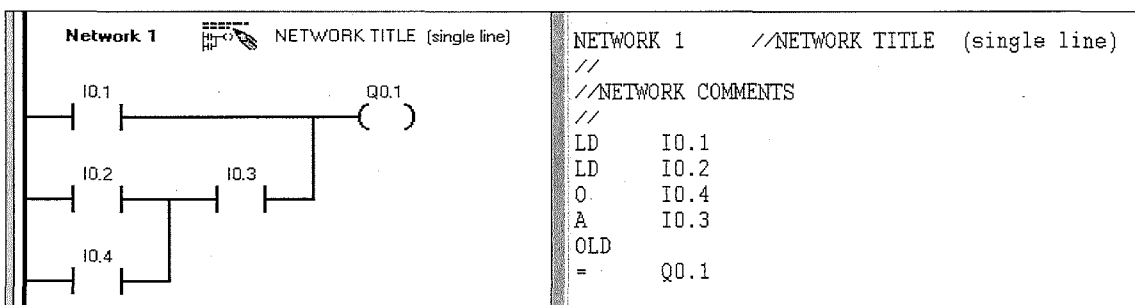 Network 1 NETWORK TITLE (single line)
I0.1 Q0.1
I0.2 I0.3
I0.4
NETWORK 1 //NETWORK TITLE (single line)
//
//NETWORK COMMENTS
//
LD I0.1
LD I0.2
O I0.4
A I0.3
OLD
= Q0.1